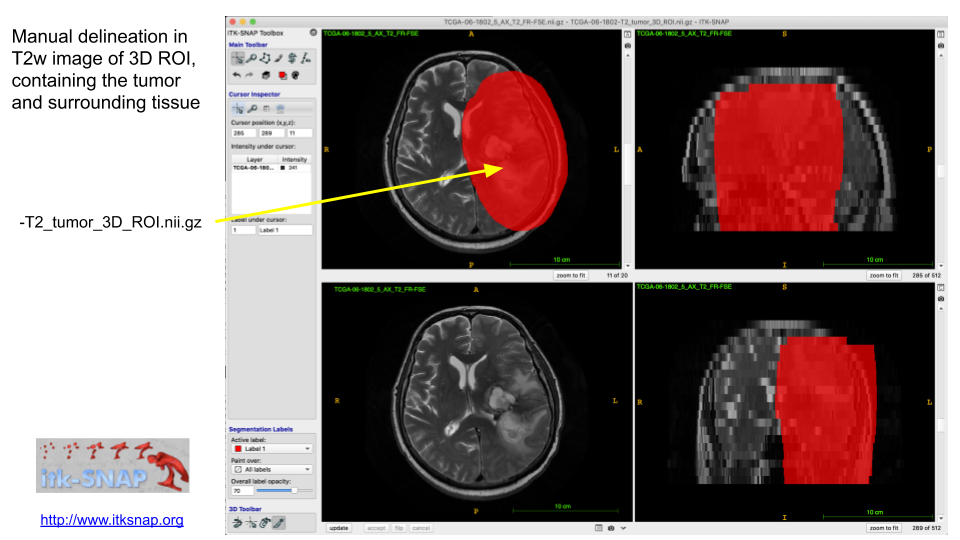 Manual delineation in
T2w image of 3D ROI,
containing the tumor
and surrounding tissue
-T2_tumor_3D_ROI.nii.gz
itk-SNAP
http://www.itksnap.org
TCGA-06-1802_5_AX_T2_FR-FSE.nii.gz - TCGA-06-1802-T2_tumor_3D_ROI.nii.gz - ITK-SNAP
ITK-SNAP Toolbox
Main Toolbar
Cursor Inspector
Cursor position (x,y,z):
285 289 11
Intensity under cursor:
Layer Intensity
TCGA-06-180... 241
Label under cursor:
1 Label 1
Segmentation Labels
Active label:
Label 1
Paint over:
All labels
Overall label opacity:
70
3D Toolbar
TCGA-06-1802_5_AX_T2_FR-FSE
A
R
P
10 cm
zoom to fit 11 of 20
TCGA-06-1802_5_AX_T2_FR-FSE
S
A
P
I
10 cm
zoom to fit 285 of 512
TCGA-06-1802_5_AX_T2_FR-FSE
A
R
L
P
10 cm
update accept flip cancel
TCGA-06-1802_5_AX_T2_FR-FSE
S
R
L
I
10 cm
zoom to fit 289 of 512